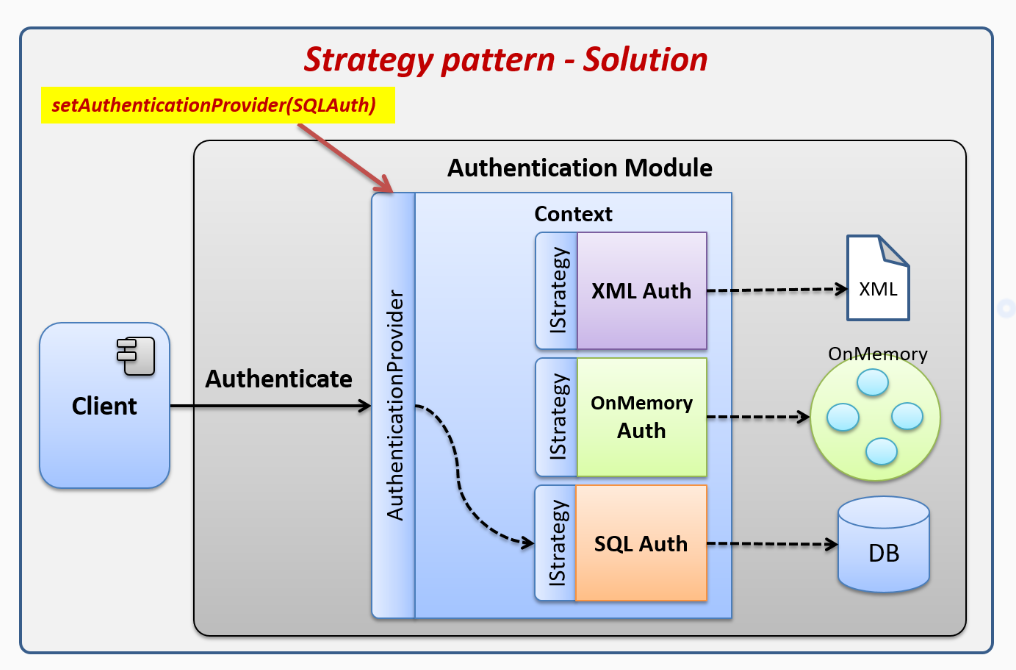 Strategy pattern - Solution
setAuthenticationProvider(SQLAuth)
Authentication Module
Context
AuthenticationProvider
IStrategy
XML Auth
XML
Client
Authenticate
IStrategy
OnMemory
Auth
OnMemory
IStrategy
SQL Auth
DB